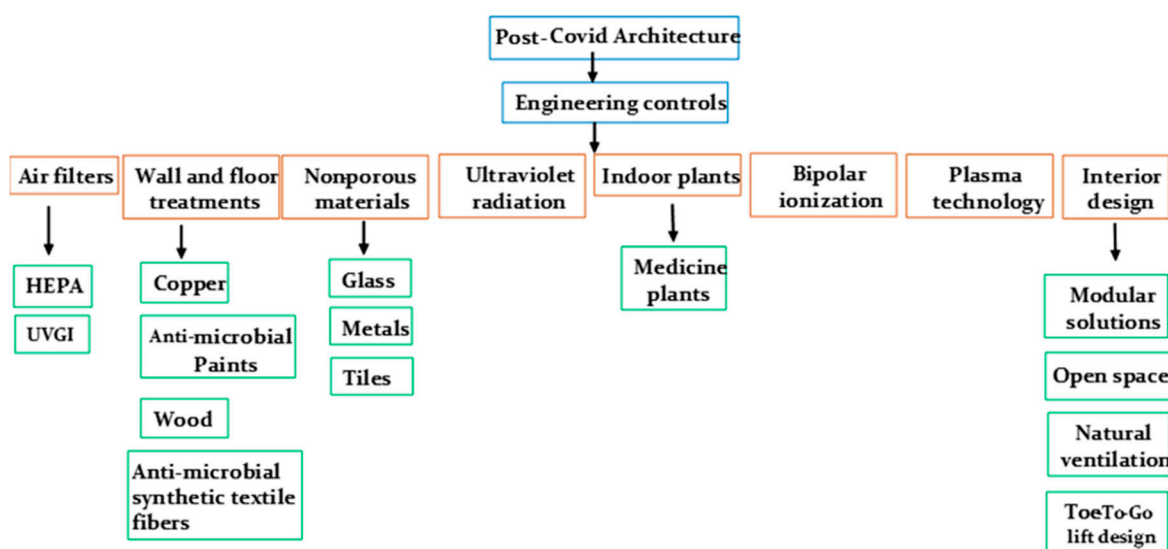 Post-Covid Architecture
Engineering controls
Air filters
Wall and floor
treatments
Non-porous
materials
Ultraviolet
radiation
Indoor plants
Bipolar
ionization
Plasma
technology
Interior
design
HEPA
UVGI
Copper
Anti-microbial
Paints
Wood
Anti-microbial
synthetic textile
fibers
Glass
Metals
Tiles
Medicine
plants
Modular
solutions
Open space
Natural
ventilation
ToeTo-Go
lift design